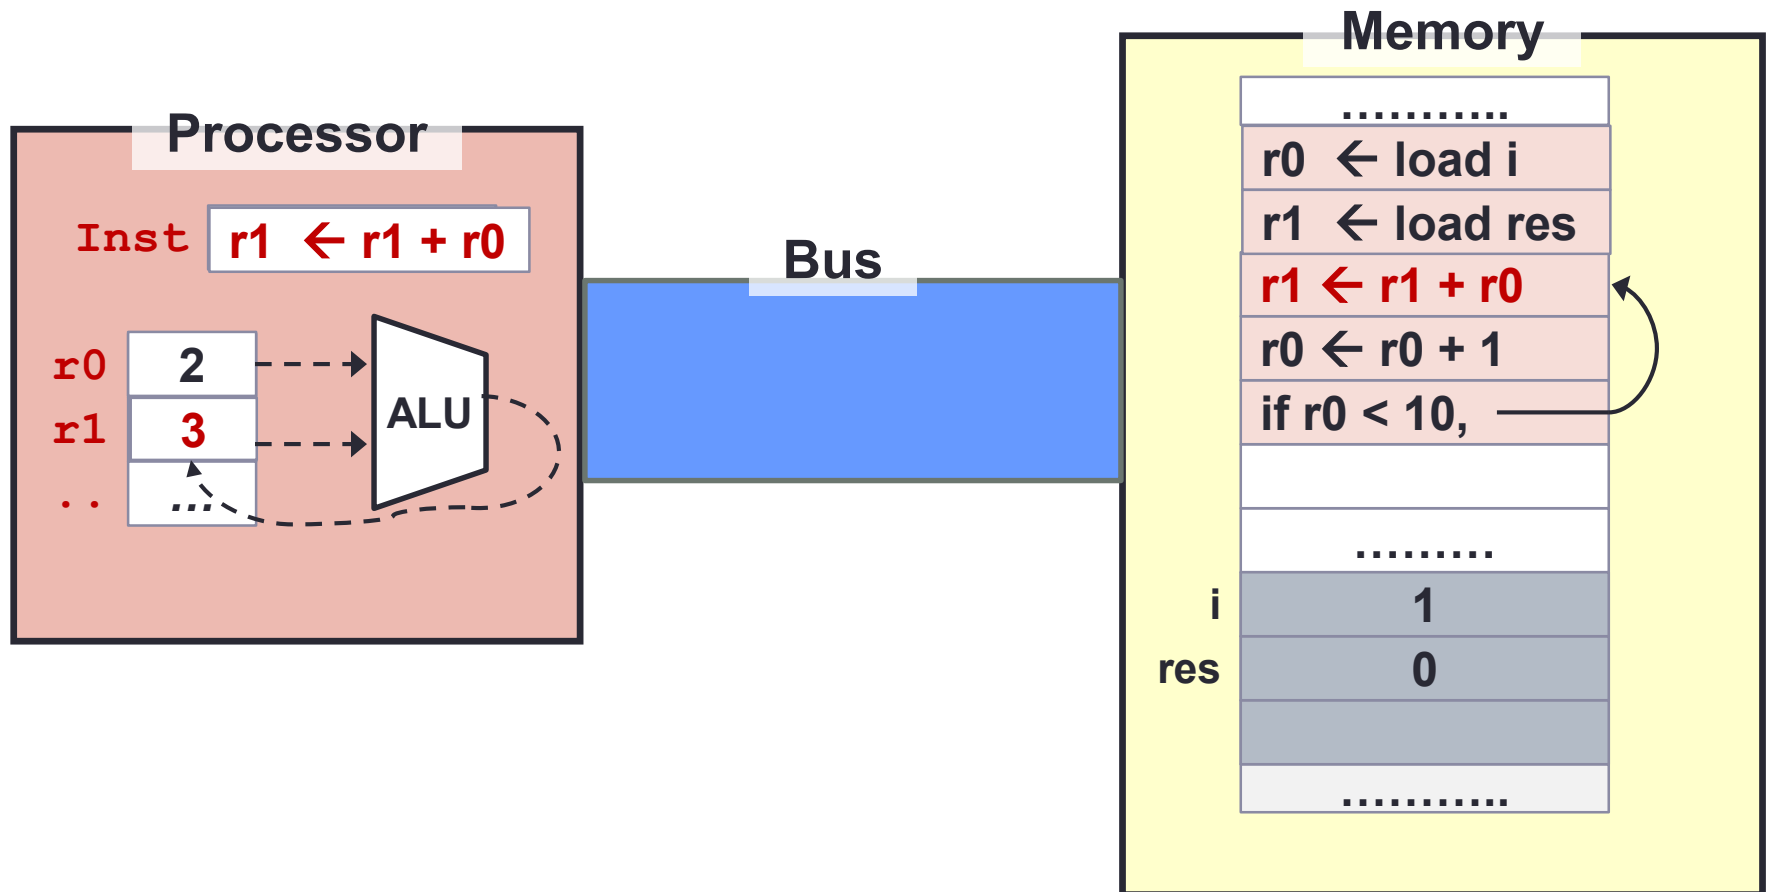 Processor
Inst r1 ← r1 + r0
r0 2
r1 3
.. ...
ALU
Bus
Memory
………..
r0 ← load i
r1 ← load res
r1 ← r1 + r0
r0 ← r0 + 1
if r0 < 10,
………
i 1
res 0
………..